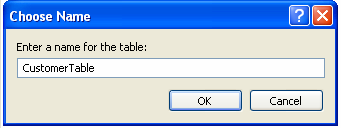 Choose Name
?
Enter a name for the table:
CustomerTable
OK Cancel